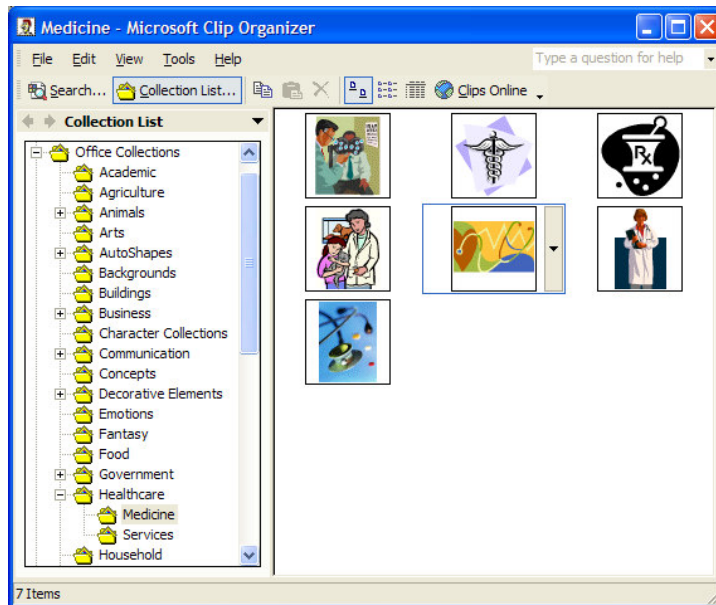 Medicine - Microsoft Clip Organizer
File Edit View Tools Help Type a question for help
Search... Collection List... Clips Online
Collection List
Office Collections
Academic
Agriculture
Animals
Arts
AutoShapes
Backgrounds
Buildings
Business
Character Collections
Communication
Concepts
Decorative Elements
Emotions
Fantasy
Food
Government
Healthcare
Medicine
Services
Household
Rx
7 Items